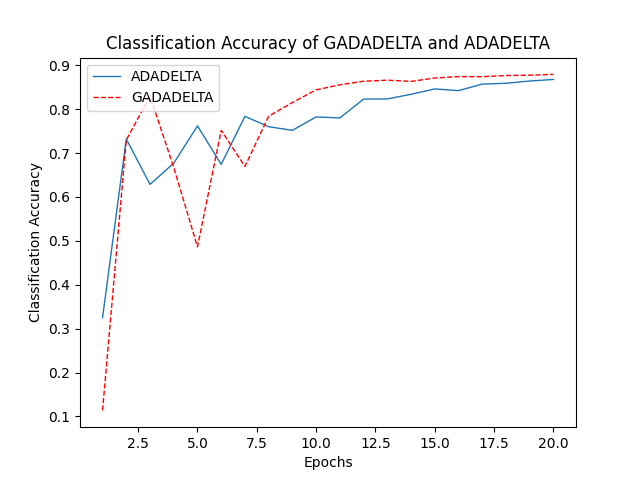 Classification Accuracy of GADADELTA and ADADELTA
ADADELTA
GADADELTA
Classification Accuracy
0.9
0.8
0.7
0.6
0.5
0.4
0.3
0.2
0.1
2.5 5.0 7.5 10.0 12.5 15.0 17.5 20.0
Epochs